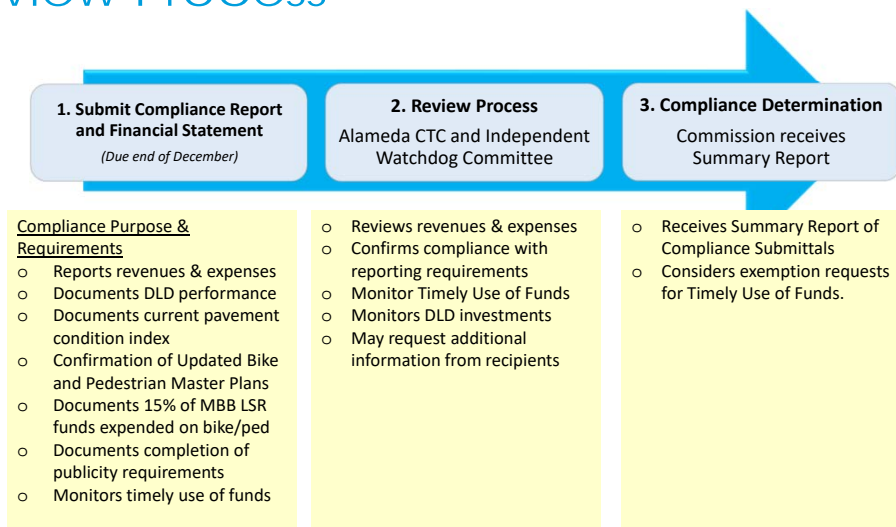 1. Submit Compliance Report
and Financial Statement
(Due end of December)
2. Review Process
Alameda CTC and Independent
Watchdog Committee
3. Compliance Determination
Commission receives
Summary Report
Compliance Purpose &
Requirements
o Reports revenues & expenses
o Documents DLD performance
o Documents current pavement
condition index
o Confirmation of Updated Bike
and Pedestrian Master Plans
o Documents 15% of MBB LSR
funds expended on bike/ped
o Documents completion of
publicity requirements
o Monitors timely use of funds
o Reviews revenues & expenses
o Confirms compliance with
reporting requirements
o Monitor Timely Use of Funds
o Monitors DLD investments
o May request additional
information from recipients
o Receives Summary Report of
Compliance Submittals
o Considers exemption requests
for Timely Use of Funds.